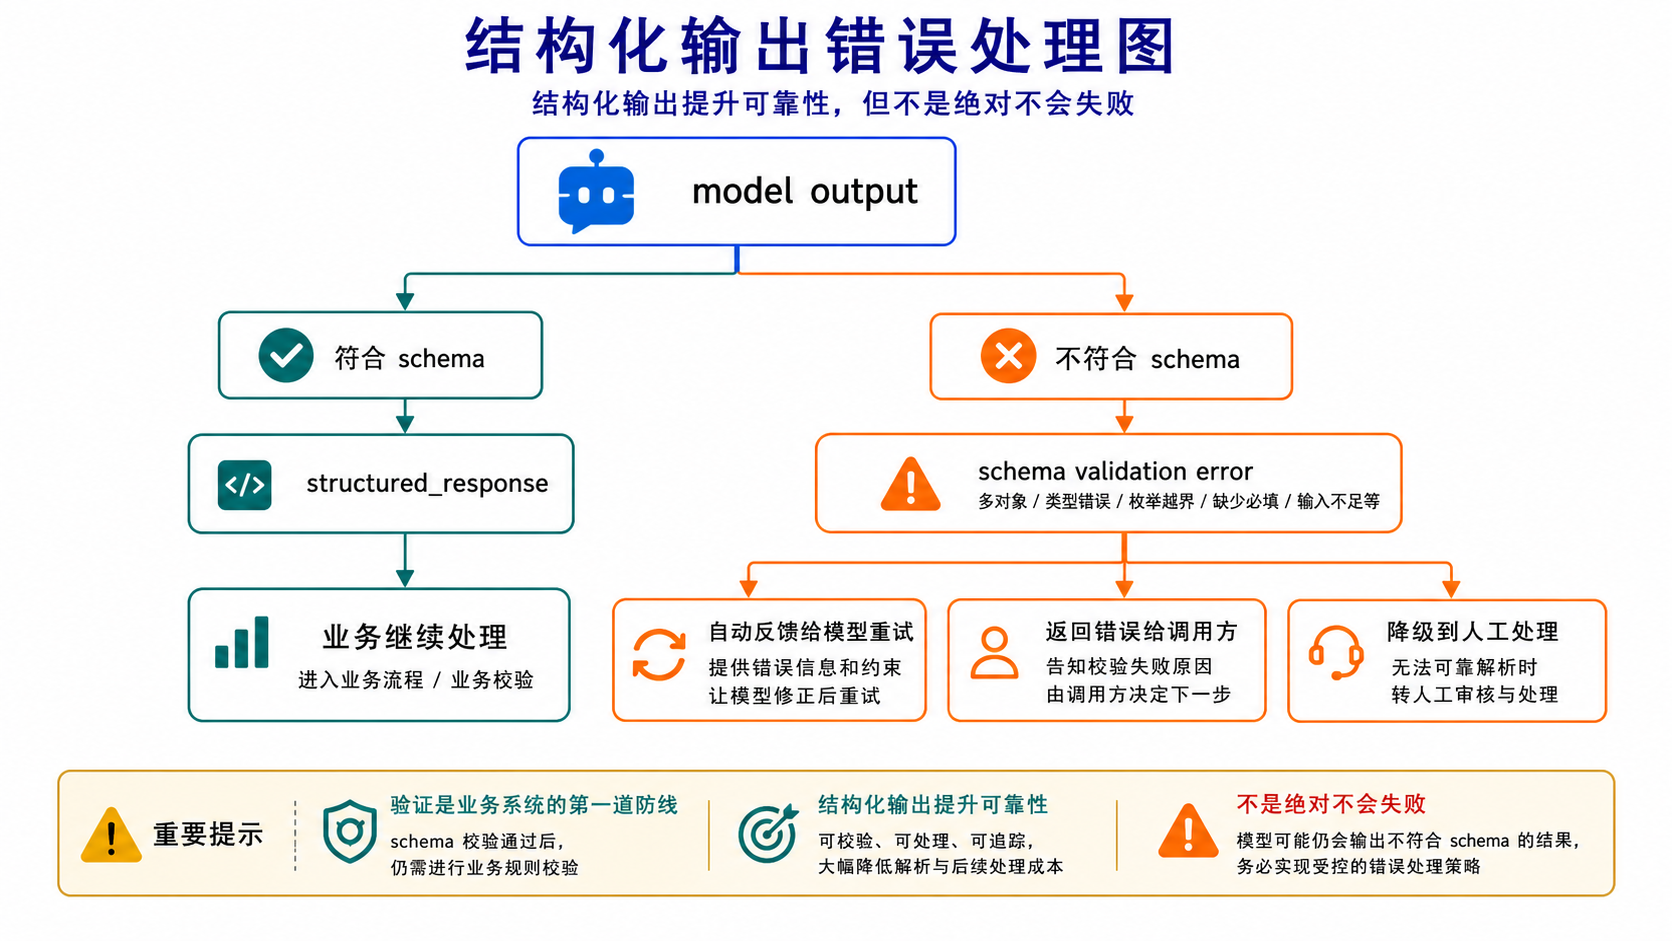 结构化输出错误处理图
结构化输出提升可靠性，但不是绝对不会失败
model output
符合 schema
不符合 schema
structured_response
schema validation error
多对象 / 类型错误 / 枚举越界 / 缺少必填 / 输入不足等
业务继续处理
进入业务流程 / 业务校验
自动反馈给模型重试
提供错误信息和约束
让模型修正后重试
返回错误给调用方
告知校验失败原因
由调用方决定下一步
降级到人工处理
无法可靠解析时
转人工审核与处理
重要提示
验证是业务系统的第一道防线
schema 校验通过后，
仍需进行业务规则校验
结构化输出提升可靠性
可校验、可处理、可追踪，
大幅降低解析与后续处理成本
不是绝对不会失败
模型可能仍会输出不符合 schema 的结果，
务必实现受控的错误处理策略